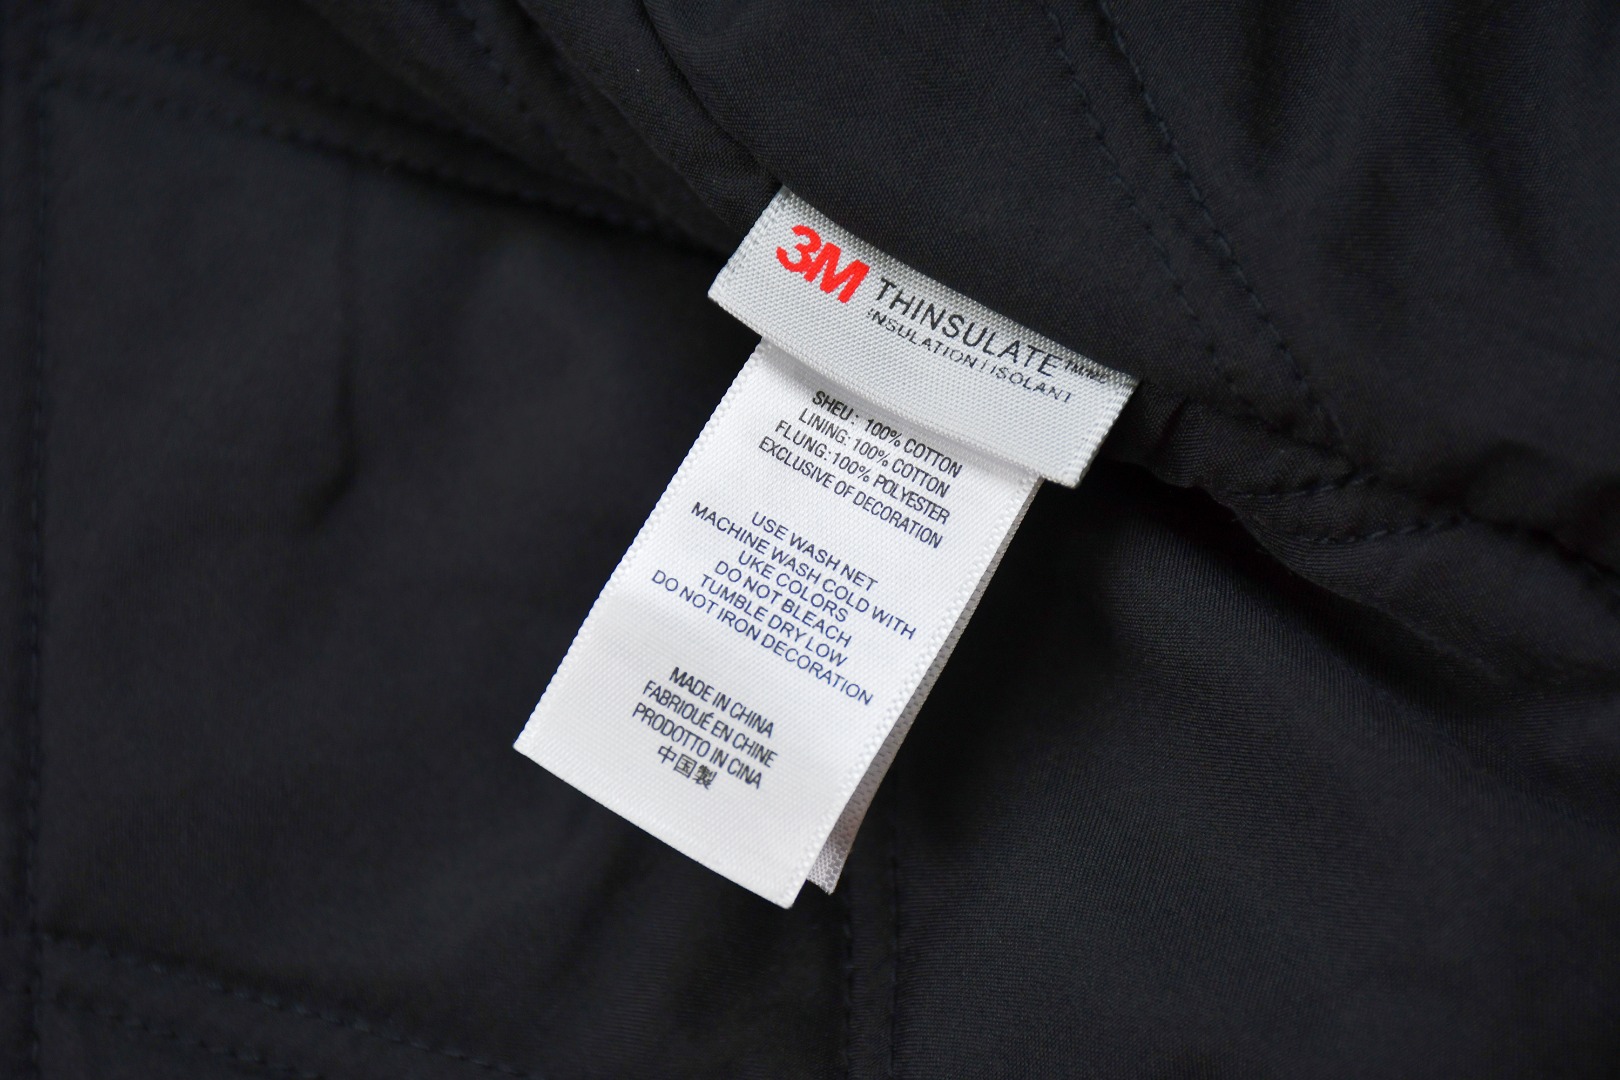 3M THINSULATE
INSULATION | ISOLANT
SHEU: 100% COTTON
LINING: 100% COTTON
FLUNG: 100% POLYESTER
EXCLUSIVE OF DECORATION
USE WASH NET
MACHINE WASH COLD WITH
UKE COLORS
DO NOT BLEACH
TUMBLE DRY LOW
DO NOT IRON DECORATION
MADE IN CHINA
FABRIOUÉ EN CHINE
PRODOTTO IN CINA
中国製